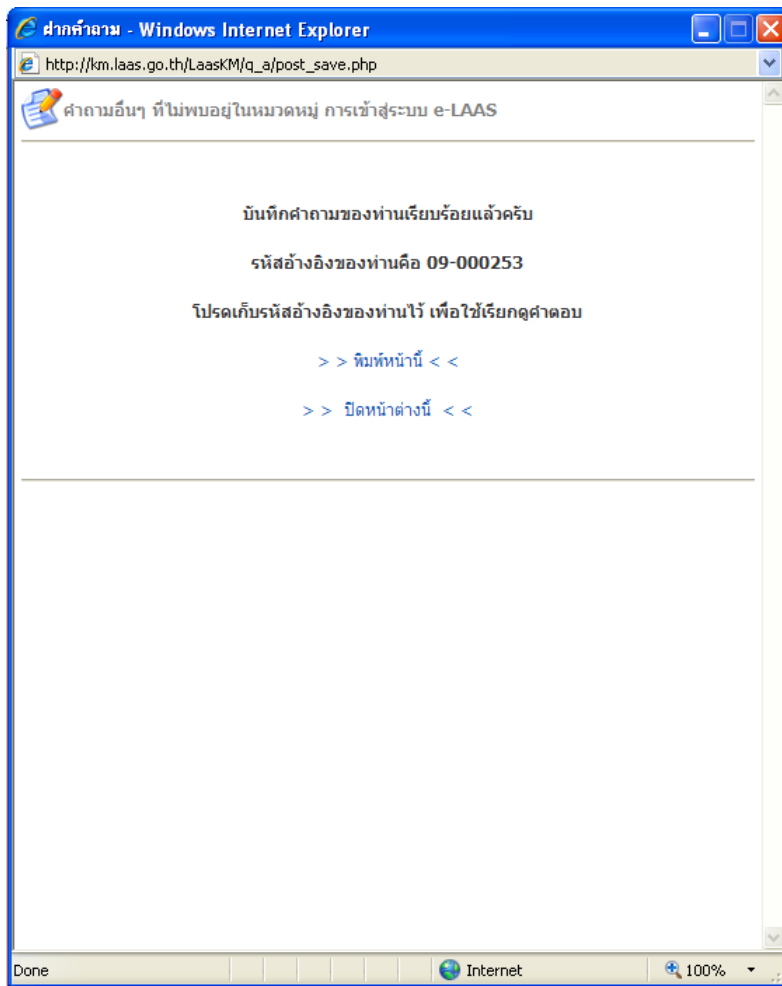 ฝากคำถาม - Windows Internet Explorer
http://km.laas.go.th/LaasKM/q_a/post_save.php
คำถามอื่นๆ ที่ไม่พบอยู่ในหมวดหมู่ การเข้าสู่ระบบ e-LAAS
บันทึกคำถามของท่านเรียบร้อยแล้วครับ
รหัสอ้างอิงของท่านคือ 09-000253
โปรดเก็บรหัสอ้างอิงของท่านไว้ เพื่อใช้เรียกดูคำตอบ
> > พิมพ์หน้านี้ < <
> > ปิดหน้าต่างนี้ < <
Done Internet 100%